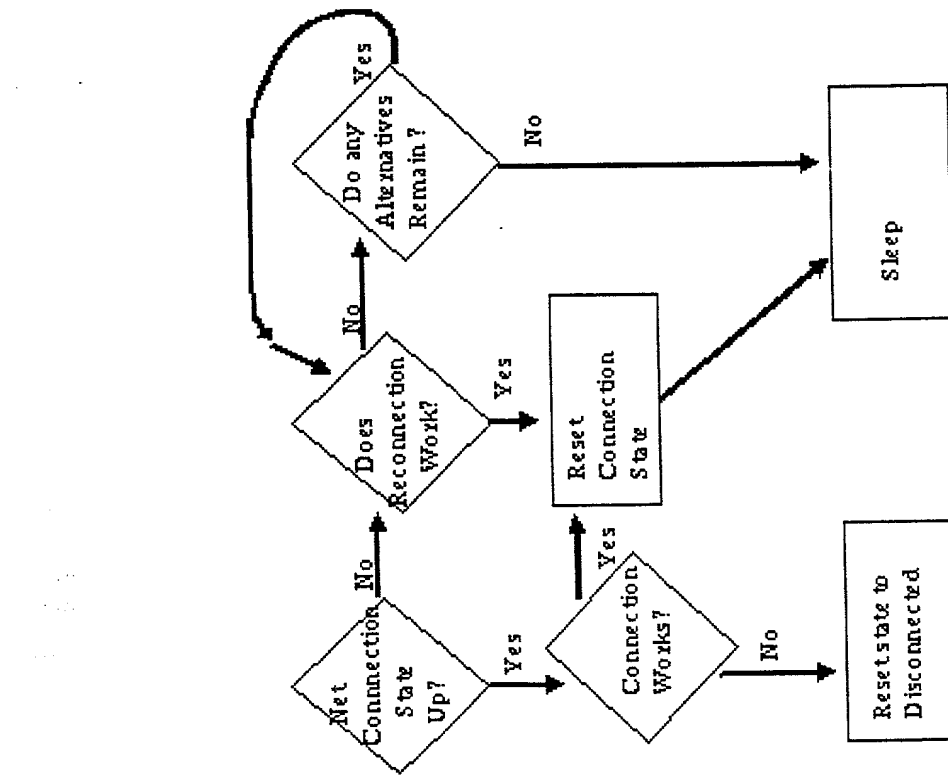 Net
Connnection
State
Up?
No
Yes
Does
Reconnection
Work?
No
Yes
Do any
Alternatives
Remain?
Yes
No
Connection
Works?
Yes
No
Reset
Connection
State
Reset state to
Disconnected
Sleep